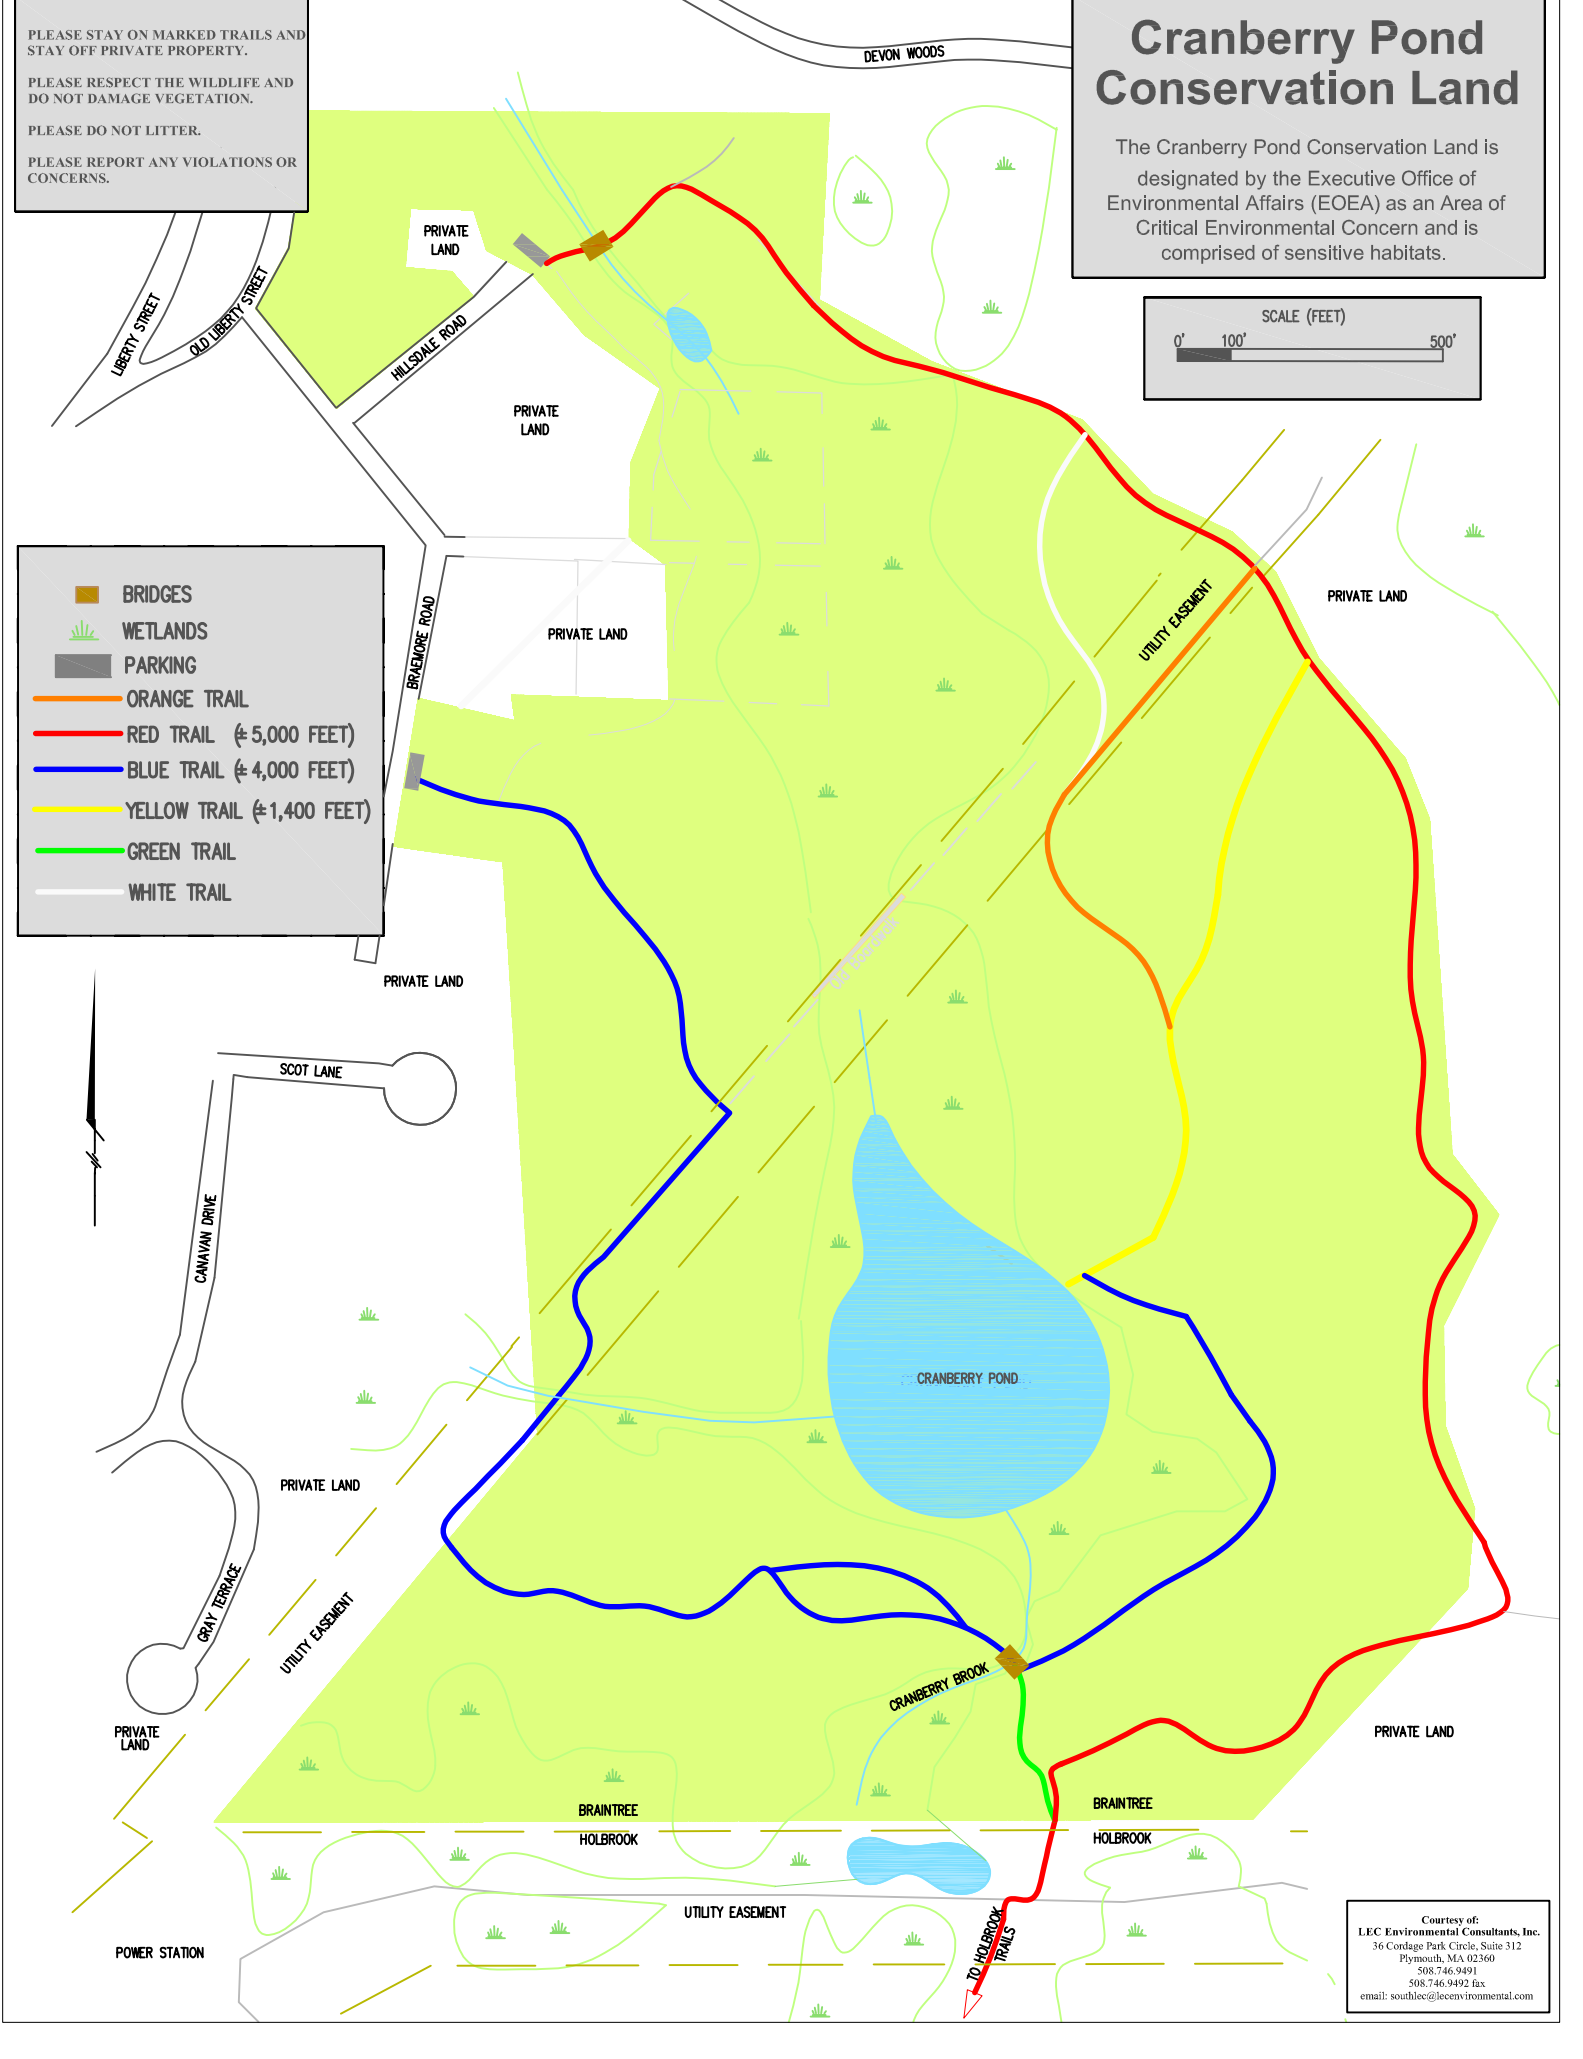 PLEASE STAY ON MARKED TRAILS AND
STAY OFF PRIVATE PROPERTY.
PLEASE RESPECT THE WILDLIFE AND
DO NOT DAMAGE VEGETATION.
PLEASE DO NOT LITTER.
PLEASE REPORT ANY VIOLATIONS OR
CONCERNS.
DEVON WOODS
Cranberry Pond
Conservation Land
The Cranberry Pond Conservation Land is
designated by the Executive Office of
Environmental Affairs (EOEA) as an Area of
Critical Environmental Concern and is
comprised of sensitive habitats.
SCALE (FEET)
0' 100' 500'
PRIVATE
LAND
LIBERTY STREET
OLD LIBERTY STREET
HILLSDALE ROAD
PRIVATE
LAND
BRIDGES
WETLANDS
PARKING
ORANGE TRAIL
RED TRAIL (± 5,000 FEET)
BLUE TRAIL (± 4,000 FEET)
YELLOW TRAIL (±1,400 FEET)
GREEN TRAIL
WHITE TRAIL
BRAEMORE ROAD
PRIVATE LAND
UTILITY EASEMENT
PRIVATE LAND
Old Boardwalk
PRIVATE LAND
SCOT LANE
CANAVAN DRIVE
CRANBERRY POND
PRIVATE LAND
GRAY TERRACE
UTILITY EASEMENT
CRANBERRY BROOK
PRIVATE
LAND
PRIVATE LAND
BRAINTREE
HOLBROOK
BRAINTREE
HOLBROOK
UTILITY EASEMENT
POWER STATION
TO HOLBROOK
TRAILS
Courtesy of:
LEC Environmental Consultants, Inc.
36 Cordage Park Circle, Suite 312
Plymouth, MA 02360
508.746.9491
508.746.9492 fax
email: southlec@lecenvironmental.com